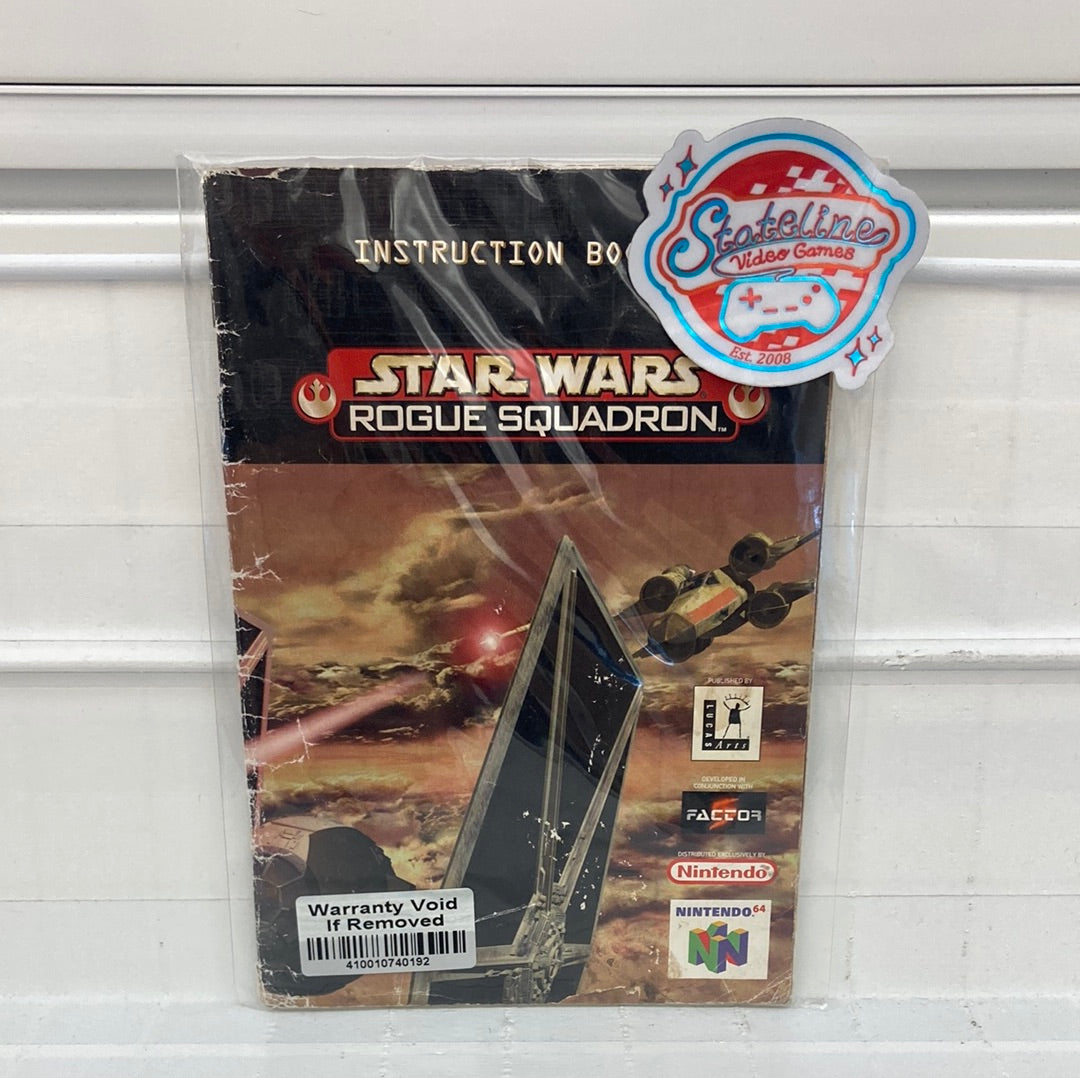 INSTRUCTION BO
Stateline
Video Games
Est. 2008
STAR WARS®
ROGUE SQUADRON™
PUBLISHED BY
LUCAS
Arts
DEVELOPED IN
CONJUNCTION WITH
FACTOR
DISTRIBUTED EXCLUSIVELY BY
Nintendo®
NINTENDO64
Warranty Void
If Removed
410010740192